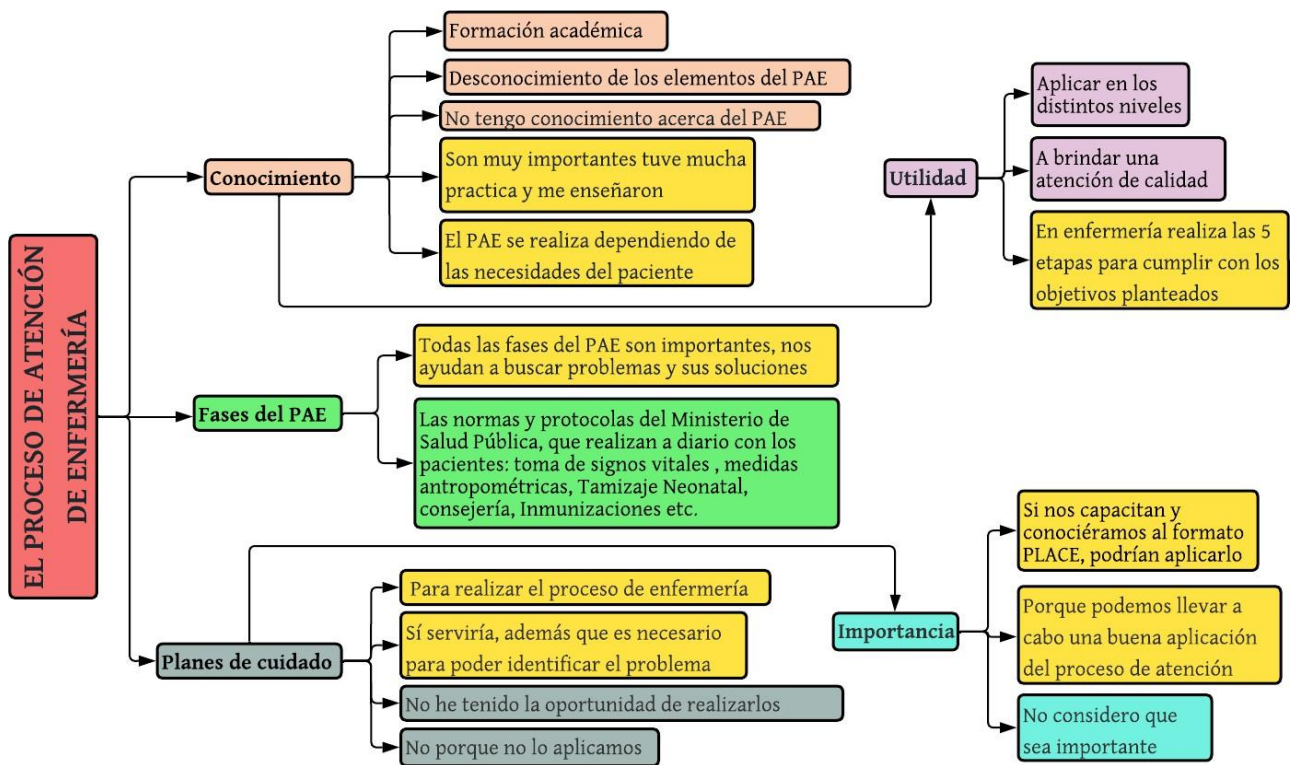 EL PROCESO DE ATENCIÓN
DE ENFERMERÍA
Conocimiento
Formación académica
Desconocimiento de los elementos del PAE
No tengo conocimiento acerca del PAE
Son muy importantes tuve mucha
practica y me enseñaron
El PAE se realiza dependiendo de
las necesidades del paciente
Utilidad
Aplicar en los
distintos niveles
A brindar una
atención de calidad
En enfermería realiza las 5
etapas para cumplir con los
objetivos planteados
Fases del PAE
Todas las fases del PAE son importantes, nos
ayudan a buscar problemas y sus soluciones
Las normas y protocolas del Ministerio de
Salud Pública, que realizan a diario con los
pacientes: toma de signos vitales , medidas
antropométricas, Tamizaje Neonatal,
consejería, Inmunizaciones etc.
Planes de cuidado
Para realizar el proceso de enfermería
Sí serviría, además que es necesario
para poder identificar el problema
No he tenido la oportunidad de realizarlos
No porque no lo aplicamos
Importancia
Si nos capacitan y
conociéramos al formato
PLACE, podrían aplicarlo
Porque podemos llevar a
cabo una buena aplicación
del proceso de atención
No considero que
sea importante